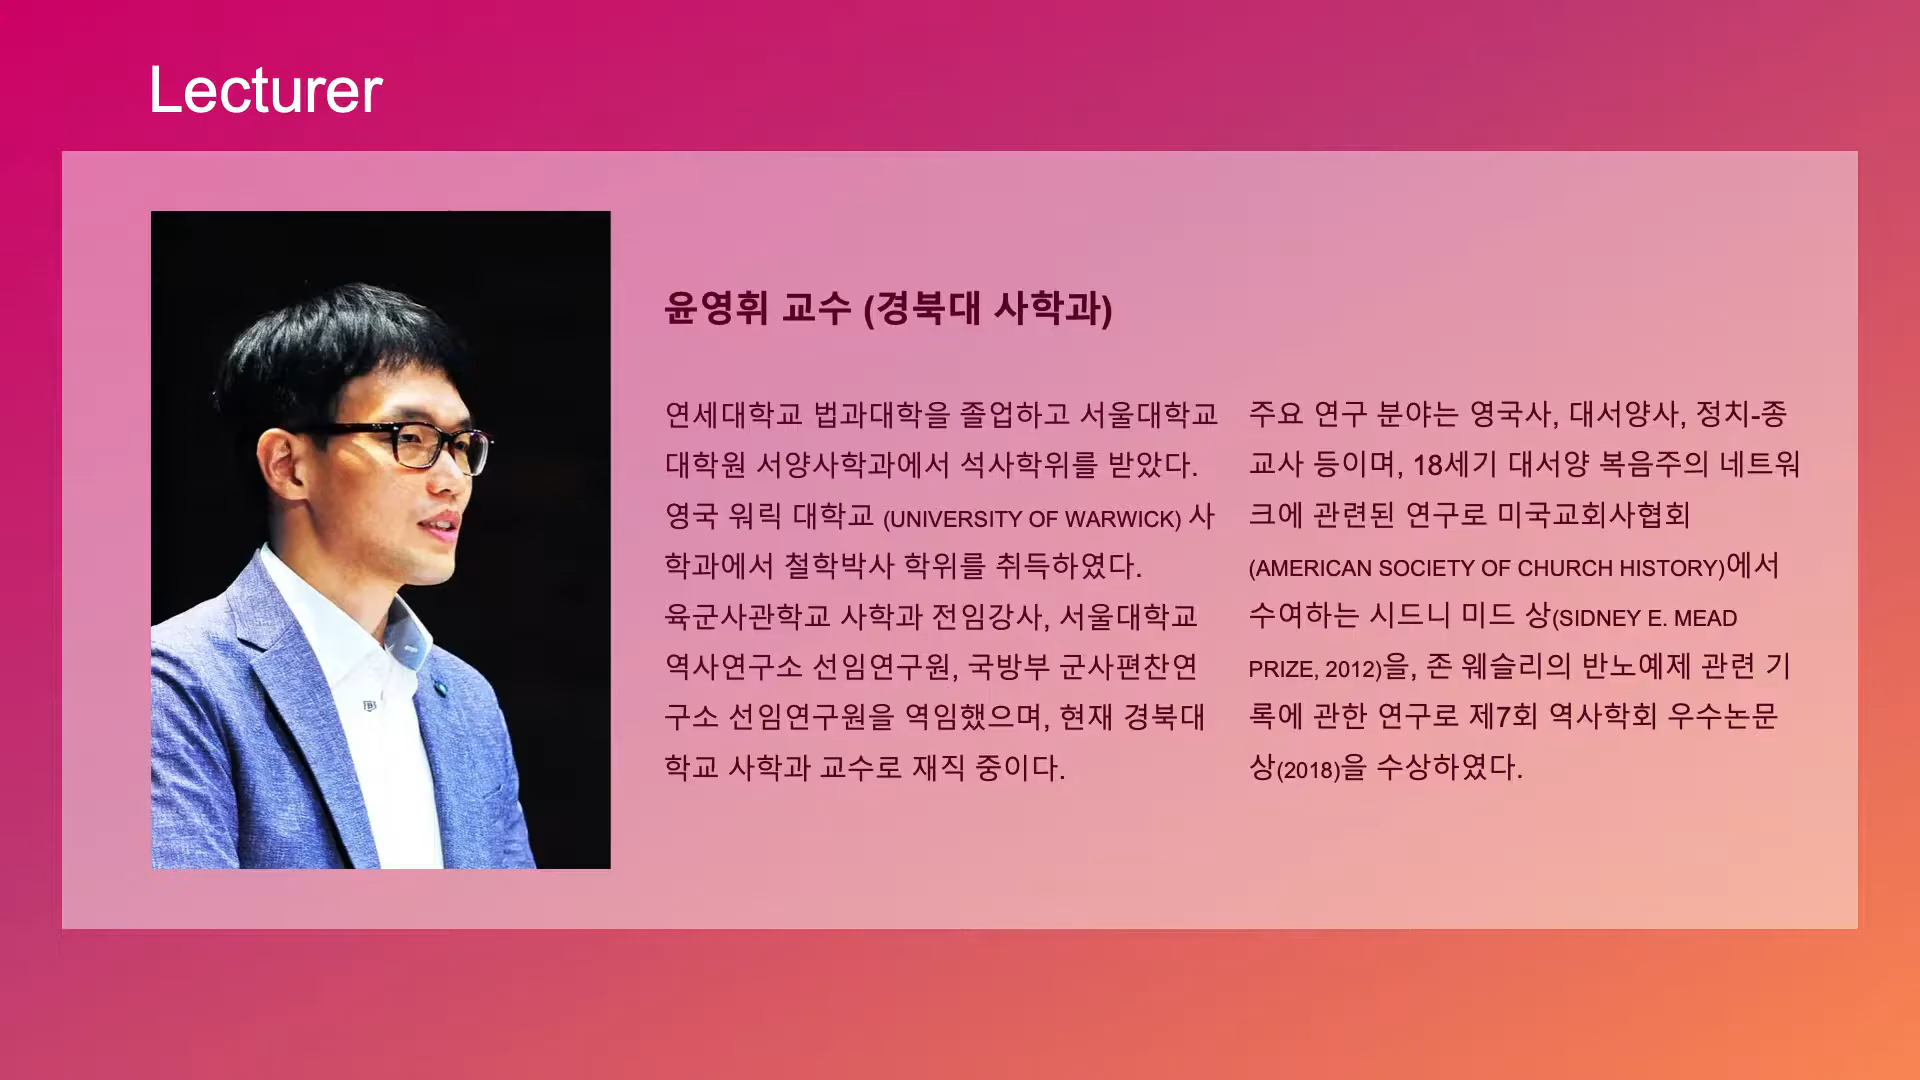 Lecturer
윤영휘 교수 (경북대 사학과)
연세대학교 법과대학을 졸업하고 서울대학교
대학원 서양사학과에서 석사학위를 받았다.
영국 워릭 대학교 (UNIVERSITY OF WARWICK) 사
학과에서 철학박사 학위를 취득하였다.
육군사관학교 사학과 전임강사, 서울대학교
역사연구소 선임연구원, 국방부 군사편찬연
구소 선임연구원을 역임했으며, 현재 경북대
학교 사학과 교수로 재직 중이다.
주요 연구 분야는 영국사, 대서양사, 정치-종
교사 등이며, 18세기 대서양 복음주의 네트워
크에 관련된 연구로 미국교회사협회
(AMERICAN SOCIETY OF CHURCH HISTORY)에서
수여하는 시드니 미드 상(SIDNEY E. MEAD
PRIZE, 2012)을, 존 웨슬리의 반노예제 관련 기
록에 관한 연구로 제7회 역사학회 우수논문
상(2018)을 수상하였다.